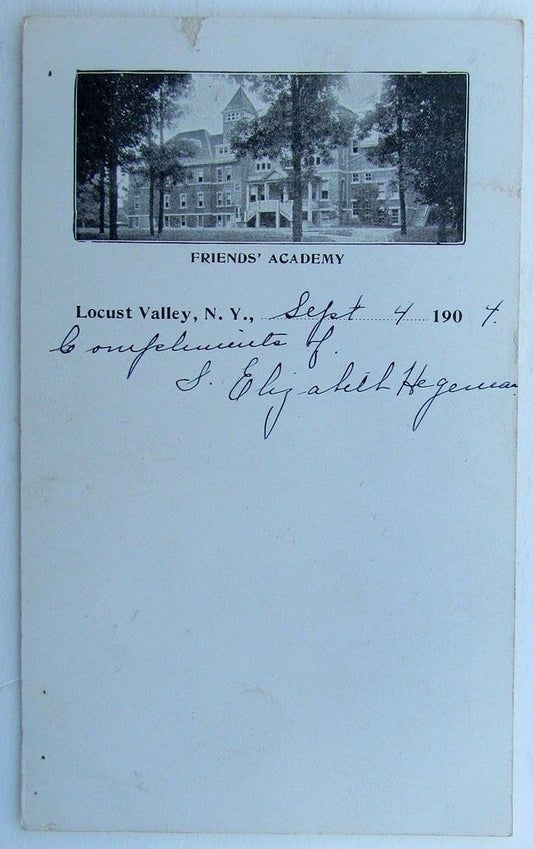 FRIENDS' ACADEMY
Locust Valley, N. Y., Sept 4 1904.
Compliments of.
S. Elizabeth Hegeman